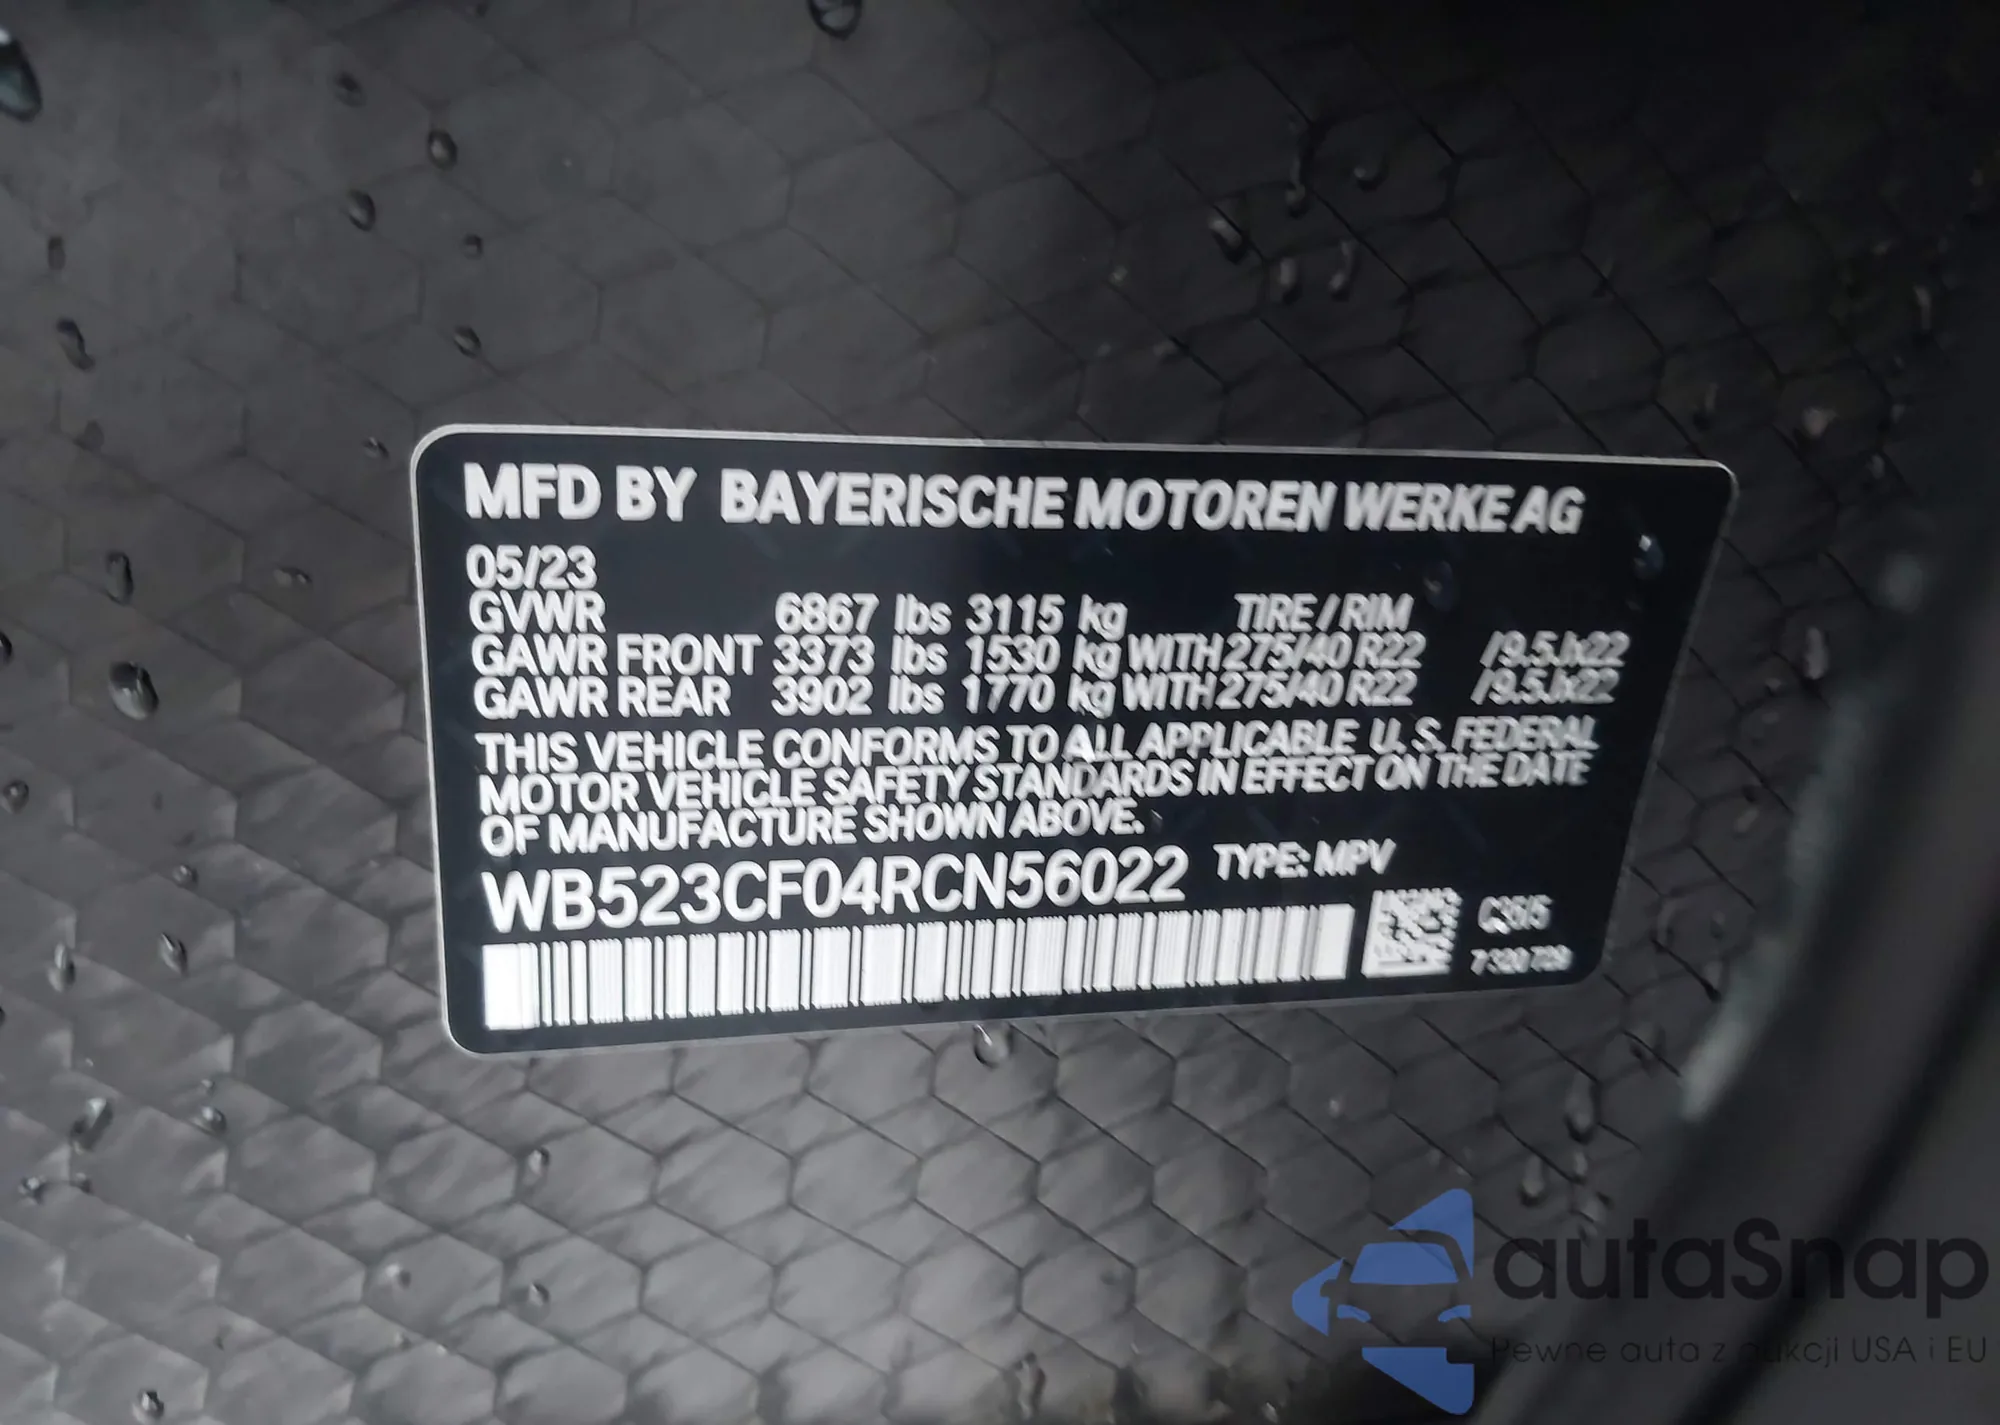 MFD BY BAYERISCHE MOTOREN WERKE AG
05/23
GVWR 6867 lbs 3115 kg TIRE/RIM
GAWR FRONT 3373 lbs 1530 kg WITH 275/40 R22 /9.5Jx22
GAWR REAR 3902 lbs 1770 kg WITH 275/40 R22 /9.5Jx22
THIS VEHICLE CONFORMS TO ALL APPLICABLE U.S. FEDERAL
MOTOR VEHICLE SAFETY STANDARDS IN EFFECT ON THE DATE
OF MANUFACTURE SHOWN ABOVE.
WB523CF04RCN56022 TYPE: MPV
autaSnap
Pewne auta z aukcji USA i EU